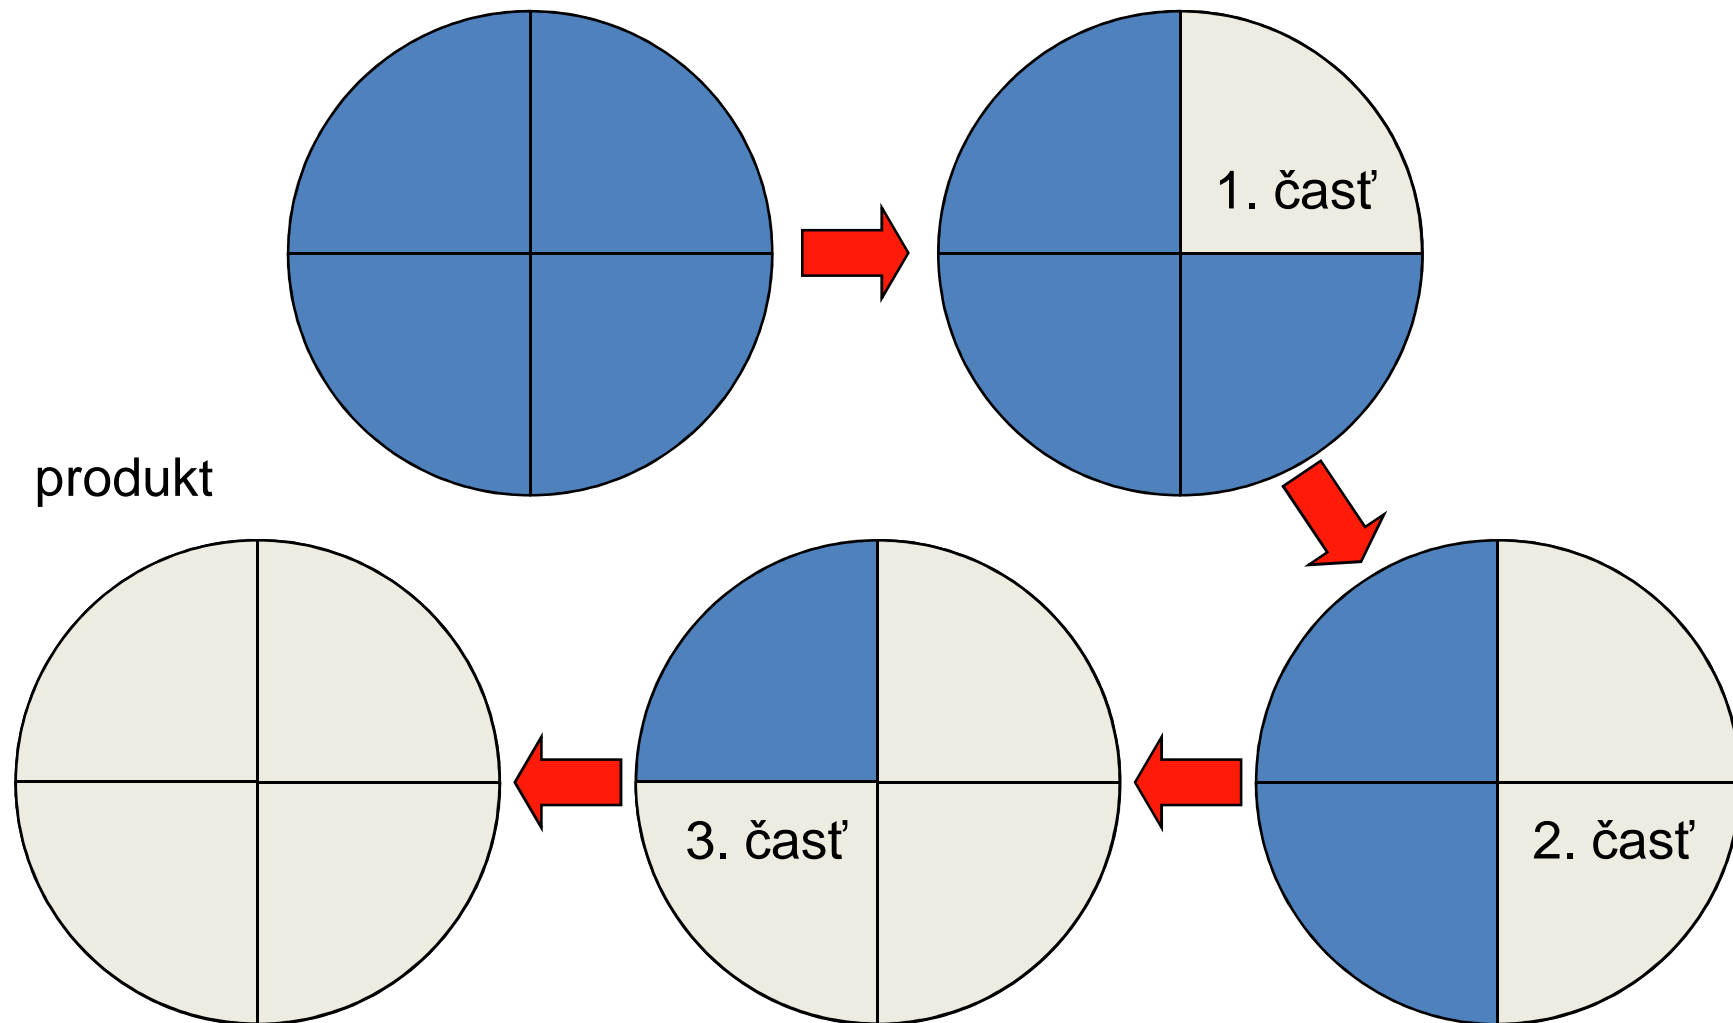 1. časť
produkt
3. časť
2. časť